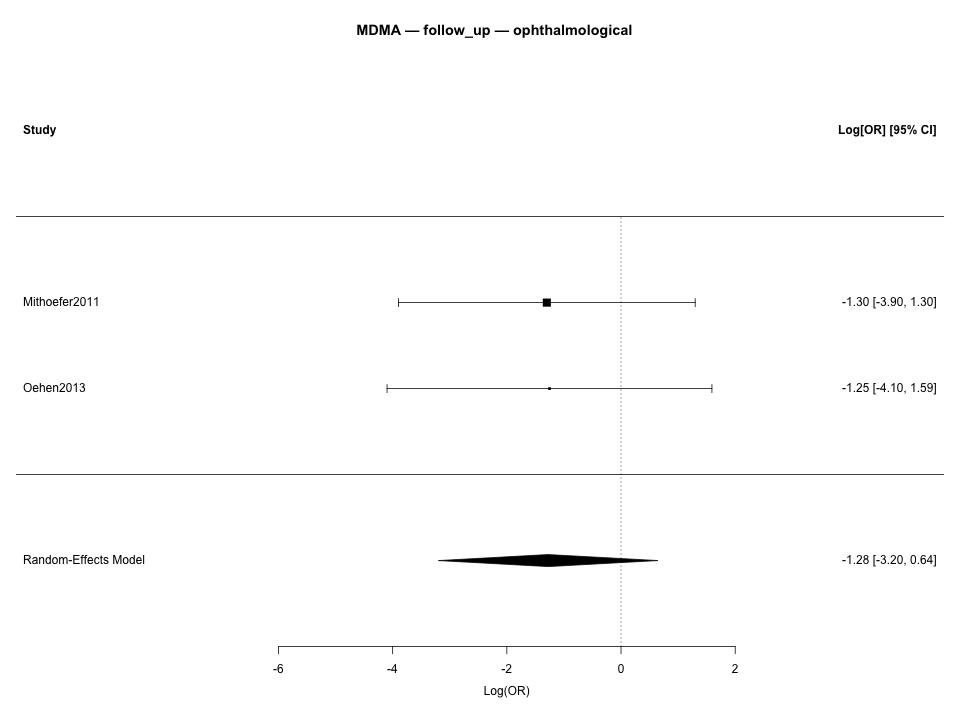 MDMA — follow_up — ophthalmological
Study Log[OR] [95% CI]
Mithoefer2011 -1.30 [-3.90, 1.30]
Oehen2013 -1.25 [-4.10, 1.59]
Random-Effects Model -1.28 [-3.20, 0.64]
-6 -4 -2 0 2
Log(OR)